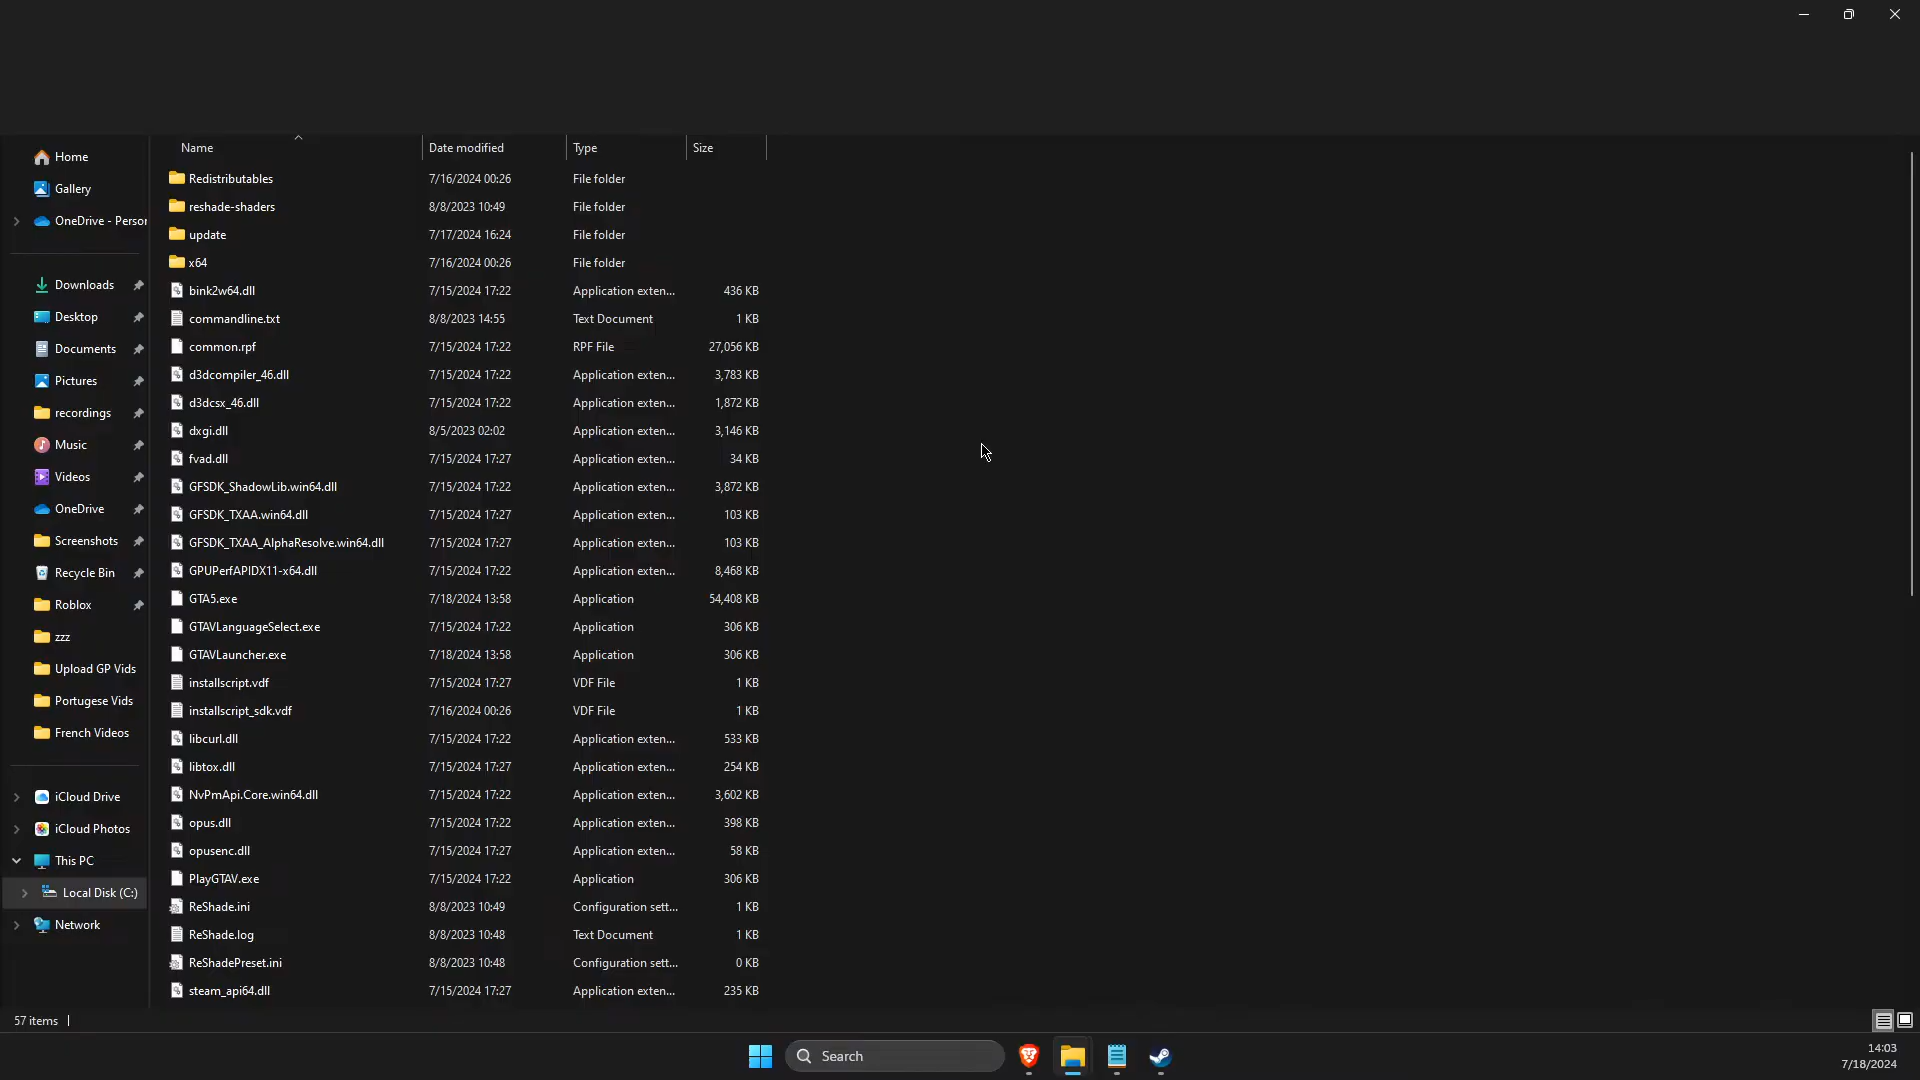 Name Date modified Type Size
Home
Gallery
OneDrive - Person
Downloads
Desktop
Documents
Pictures
recordings
Music
Videos
OneDrive
Screenshots
Recycle Bin
Roblox
zzz
Upload GP Vids
Portugese Vids
French Videos
iCloud Drive
iCloud Photos
This PC
Local Disk (C:)
Network
Redistributables 7/16/2024 00:26 File folder
reshade-shaders 8/8/2023 10:49 File folder
update 7/17/2024 16:24 File folder
x64 7/16/2024 00:26 File folder
bink2w64.dll 7/15/2024 17:22 Application exten... 436 KB
commandline.txt 8/8/2023 14:55 Text Document 1 KB
common.rpf 7/15/2024 17:22 RPF File 27,056 KB
d3dcompiler_46.dll 7/15/2024 17:22 Application exten... 3,783 KB
d3dcsx_46.dll 7/15/2024 17:22 Application exten... 1,872 KB
dxgi.dll 8/5/2023 02:02 Application exten... 3,146 KB
fvad.dll 7/15/2024 17:27 Application exten... 34 KB
GFSDK_ShadowLib.win64.dll 7/15/2024 17:22 Application exten... 3,872 KB
GFSDK_TXAA.win64.dll 7/15/2024 17:27 Application exten... 103 KB
GFSDK_TXAA_AlphaResolve.win64.dll 7/15/2024 17:27 Application exten... 103 KB
GPUPerfAPIDX11-x64.dll 7/15/2024 17:22 Application exten... 8,468 KB
GTA5.exe 7/18/2024 13:58 Application 54,408 KB
GTAVLanguageSelect.exe 7/15/2024 17:22 Application 306 KB
GTAVLauncher.exe 7/18/2024 13:58 Application 306 KB
installscript.vdf 7/15/2024 17:27 VDF File 1 KB
installscript_sdk.vdf 7/16/2024 00:26 VDF File 1 KB
libcurl.dll 7/15/2024 17:22 Application exten... 533 KB
libtox.dll 7/15/2024 17:27 Application exten... 254 KB
NvPmApi.Core.win64.dll 7/15/2024 17:22 Application exten... 3,602 KB
opus.dll 7/15/2024 17:22 Application exten... 398 KB
opusenc.dll 7/15/2024 17:27 Application exten... 58 KB
PlayGTAV.exe 7/15/2024 17:22 Application 306 KB
ReShade.ini 8/8/2023 10:49 Configuration sett... 1 KB
ReShade.log 8/8/2023 10:48 Text Document 1 KB
ReShadePreset.ini 8/8/2023 10:48 Configuration sett... 0 KB
steam_api64.dll 7/15/2024 17:27 Application exten... 235 KB
57 items
Search
14:03
7/18/2024